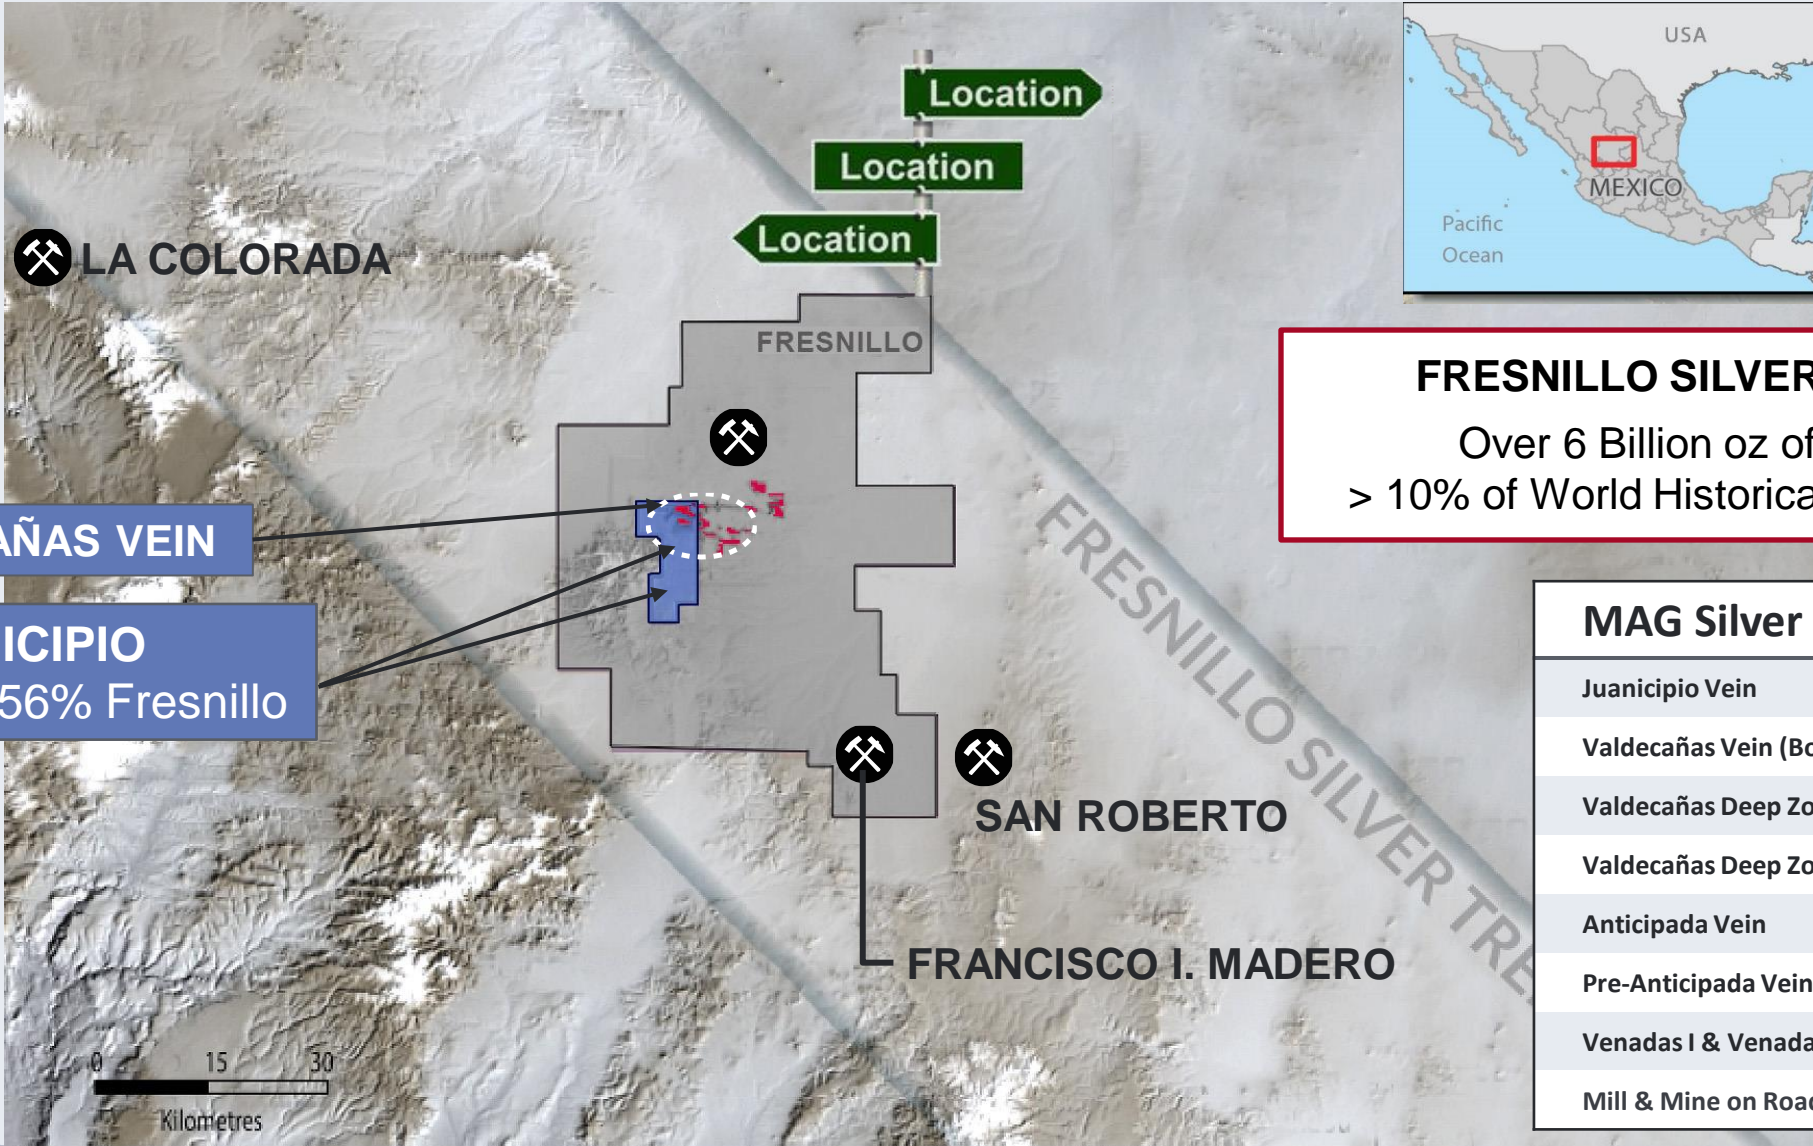 Location
Location
Location
USA
MEXICO
Pacific
Ocean
LA COLORADA
FRESNILLO
FRESNILLO SILVER
Over 6 Billion oz of
> 10% of World Historica
AÑAS VEIN
ICIPIO
56% Fresnillo
FRESNILLO SILVER TRE
MAG Silver
Juanicipio Vein
Valdecañas Vein (Bo
Valdecañas Deep Zo
Valdecañas Deep Zo
Anticipada Vein
Pre-Anticipada Vein
Venadas I & Venada
Mill & Mine on Road
SAN ROBERTO
FRANCISCO I. MADERO
0 15 30
Kilometres